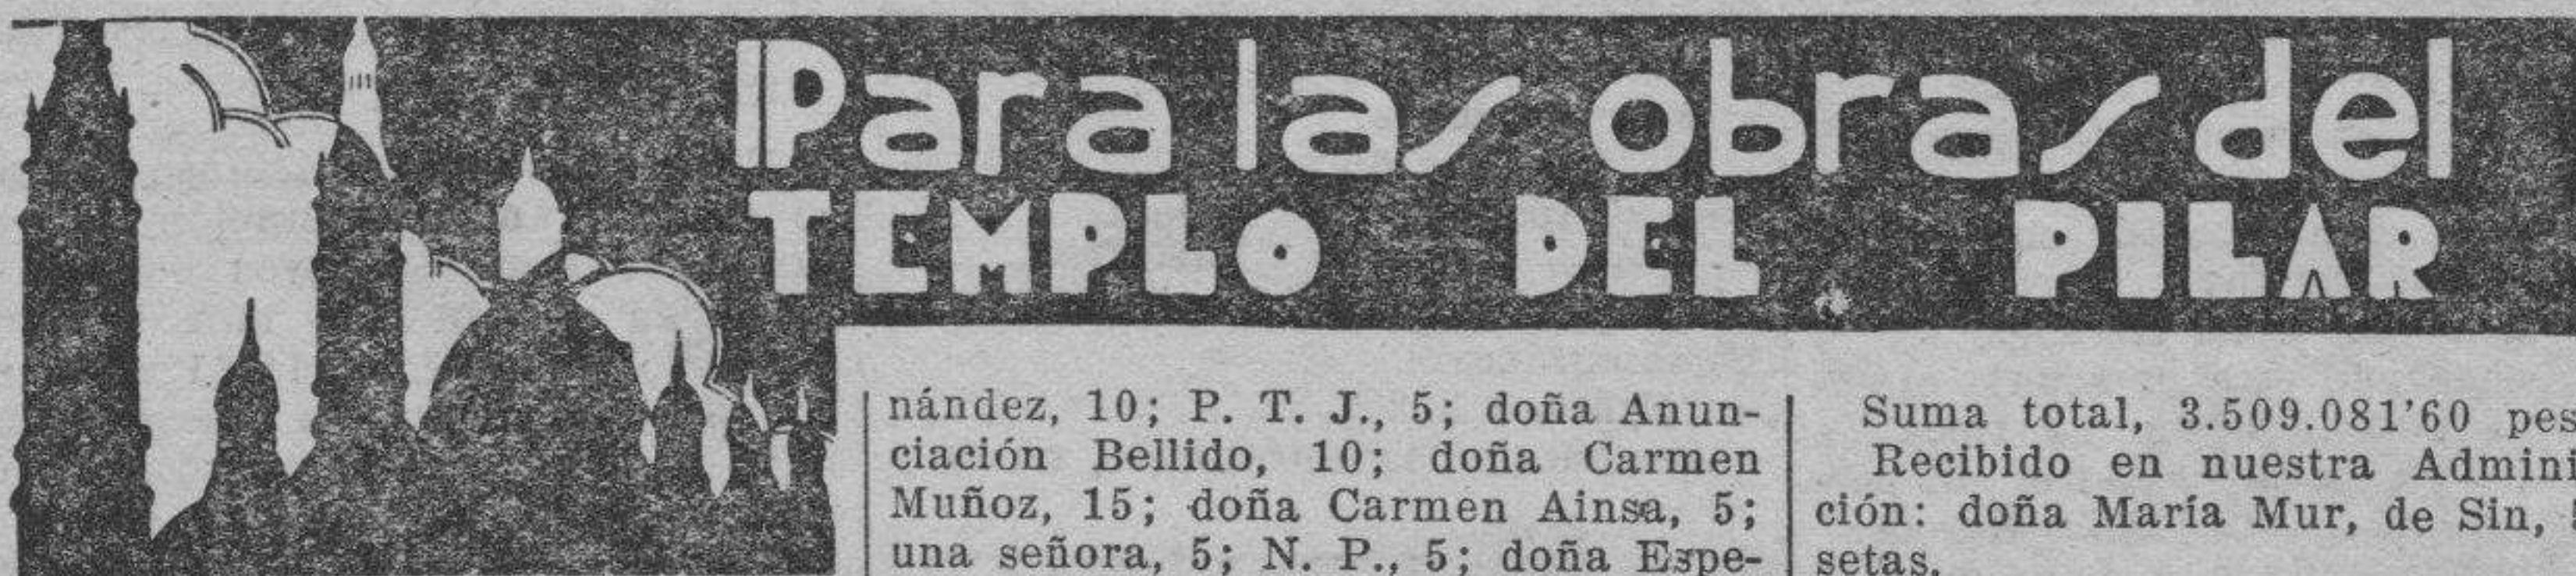 Para las obras del
TEMPLO DEL PILAR
nández, 10; P. T. J., 5; doña Anun-
ciación Bellido, 10; doña Carmen
Muñoz, 15; doña Carmen Ainsa, 5;
una señora, 5; N. P., 5; doña Espe-
Suma total, 3.509.081'60 pes
Recibido en nuestra Admini
ción: doña María Mur, de Sin,
setas.